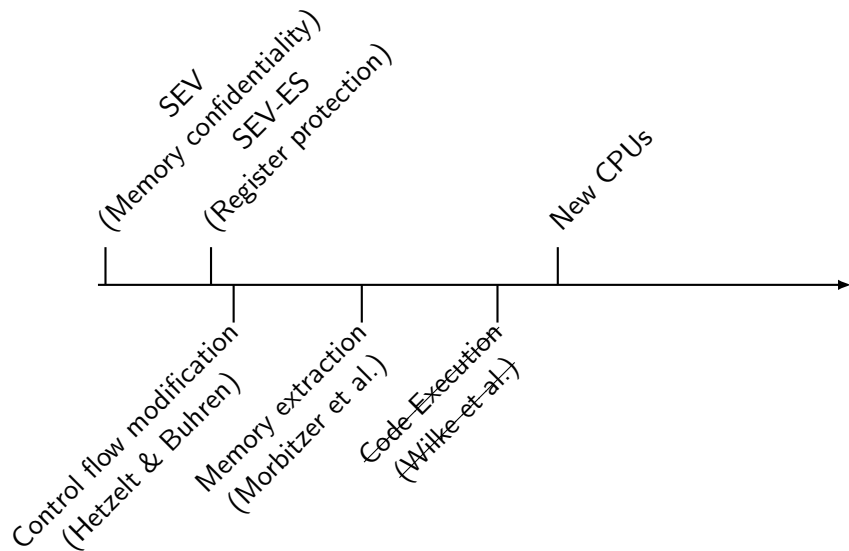 SEV
(Memory confidentiality)
SEV-ES
(Register protection)
New CPUs
Control flow modification
(Hetzelt & Buhren)
Memory extraction
(Morbitzer et al.)
Code Execution
(Wilke et al.)